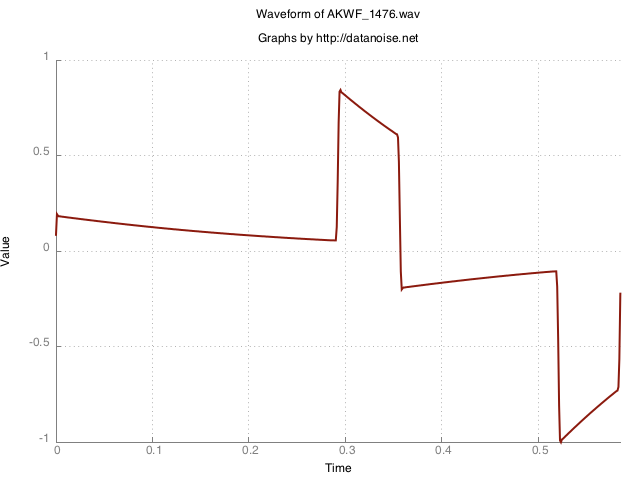 Waveform of AKWF_1476.wav
Graphs by http://datanoise.net
1
0.5
0
-0.5
-1
Value
0 0.1 0.2 0.3 0.4 0.5
Time